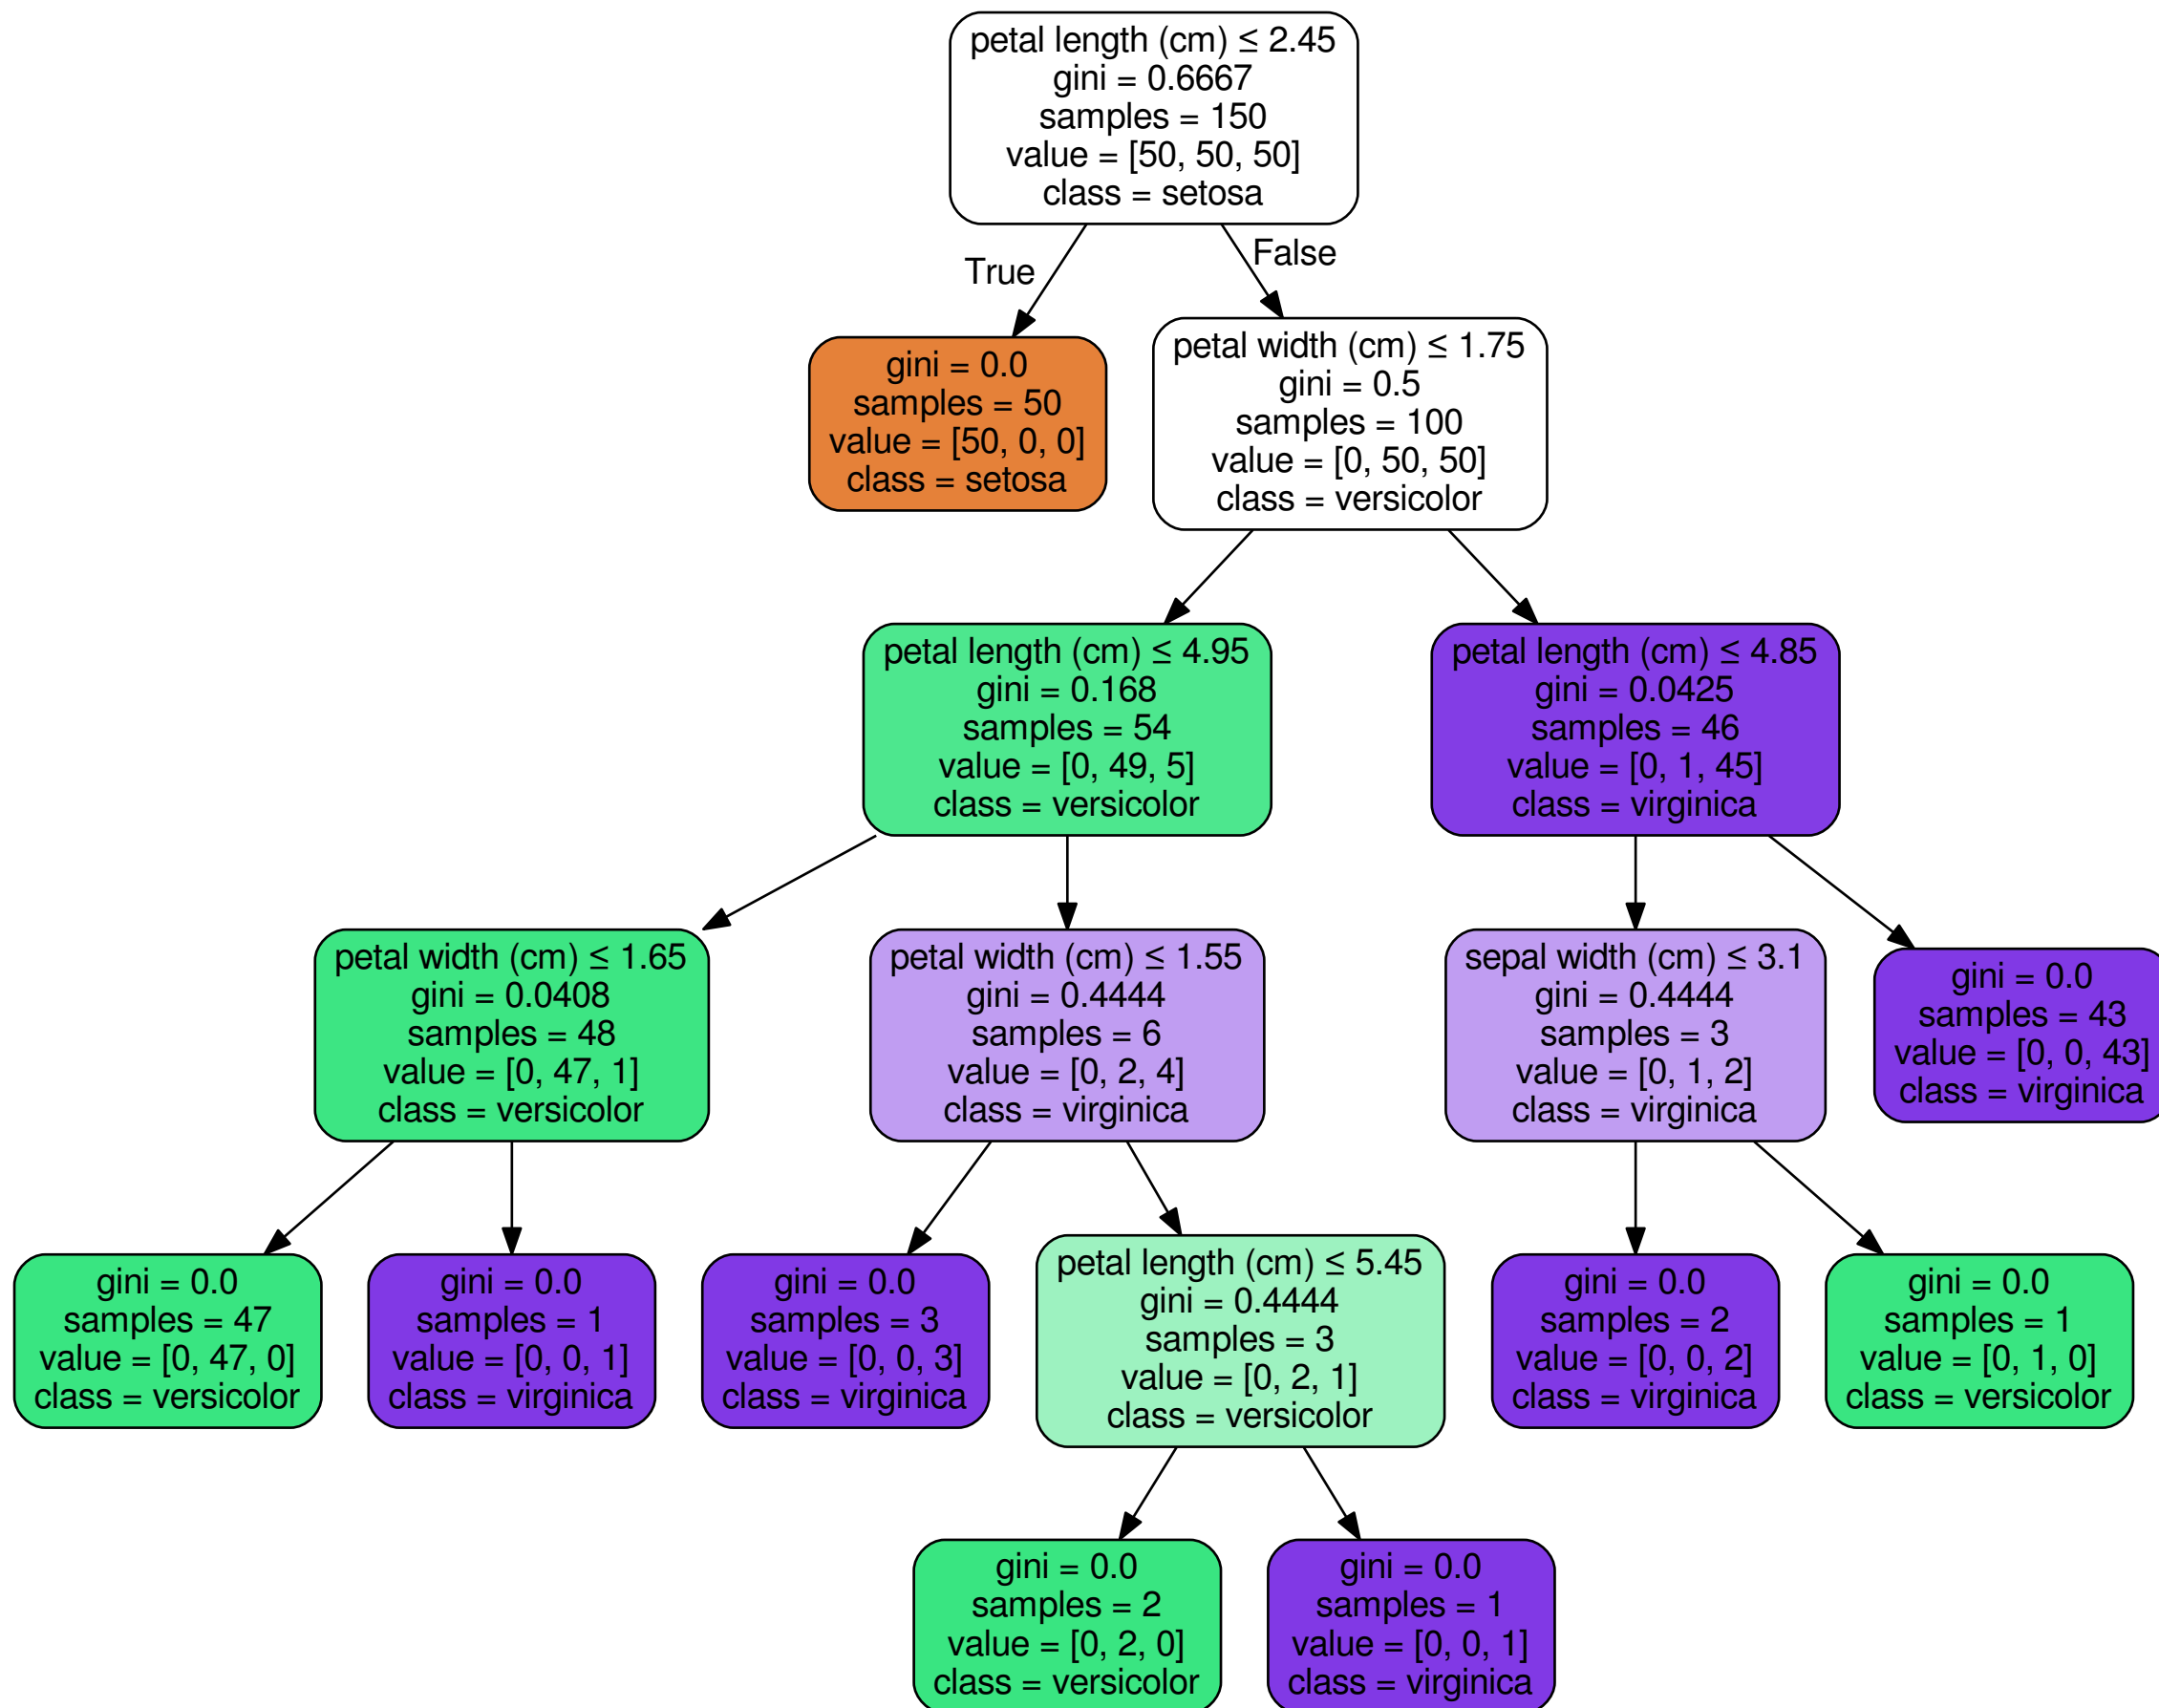 petal length (cm) ≤ 2.45
gini = 0.6667
samples = 150
value = [50, 50, 50]
class = setosa
True
False
gini = 0.0
samples = 50
value = [50, 0, 0]
class = setosa
petal width (cm) ≤ 1.75
gini = 0.5
samples = 100
value = [0, 50, 50]
class = versicolor
petal length (cm) ≤ 4.95
gini = 0.168
samples = 54
value = [0, 49, 5]
class = versicolor
petal length (cm) ≤ 4.85
gini = 0.0425
samples = 46
value = [0, 1, 45]
class = virginica
petal width (cm) ≤ 1.65
gini = 0.0408
samples = 48
value = [0, 47, 1]
class = versicolor
petal width (cm) ≤ 1.55
gini = 0.4444
samples = 6
value = [0, 2, 4]
class = virginica
sepal width (cm) ≤ 3.1
gini = 0.4444
samples = 3
value = [0, 1, 2]
class = virginica
gini = 0.0
samples = 43
value = [0, 0, 43]
class = virginica
gini = 0.0
samples = 47
value = [0, 47, 0]
class = versicolor
gini = 0.0
samples = 1
value = [0, 0, 1]
class = virginica
gini = 0.0
samples = 3
value = [0, 0, 3]
class = virginica
petal length (cm) ≤ 5.45
gini = 0.4444
samples = 3
value = [0, 2, 1]
class = versicolor
gini = 0.0
samples = 2
value = [0, 0, 2]
class = virginica
gini = 0.0
samples = 1
value = [0, 1, 0]
class = versicolor
gini = 0.0
samples = 2
value = [0, 2, 0]
class = versicolor
gini = 0.0
samples = 1
value = [0, 0, 1]
class = virginica